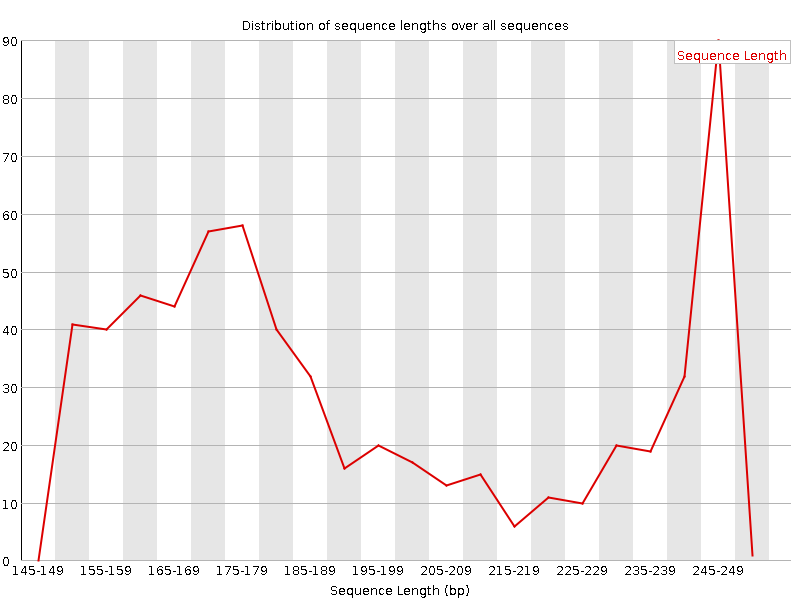 Distribution of sequence lengths over all sequences
Sequence Length
90
80
70
60
50
40
30
20
10
0
145-149 155-159 165-169 175-179 185-189 195-199 205-209 215-219 225-229 235-239 245-249
Sequence Length (bp)